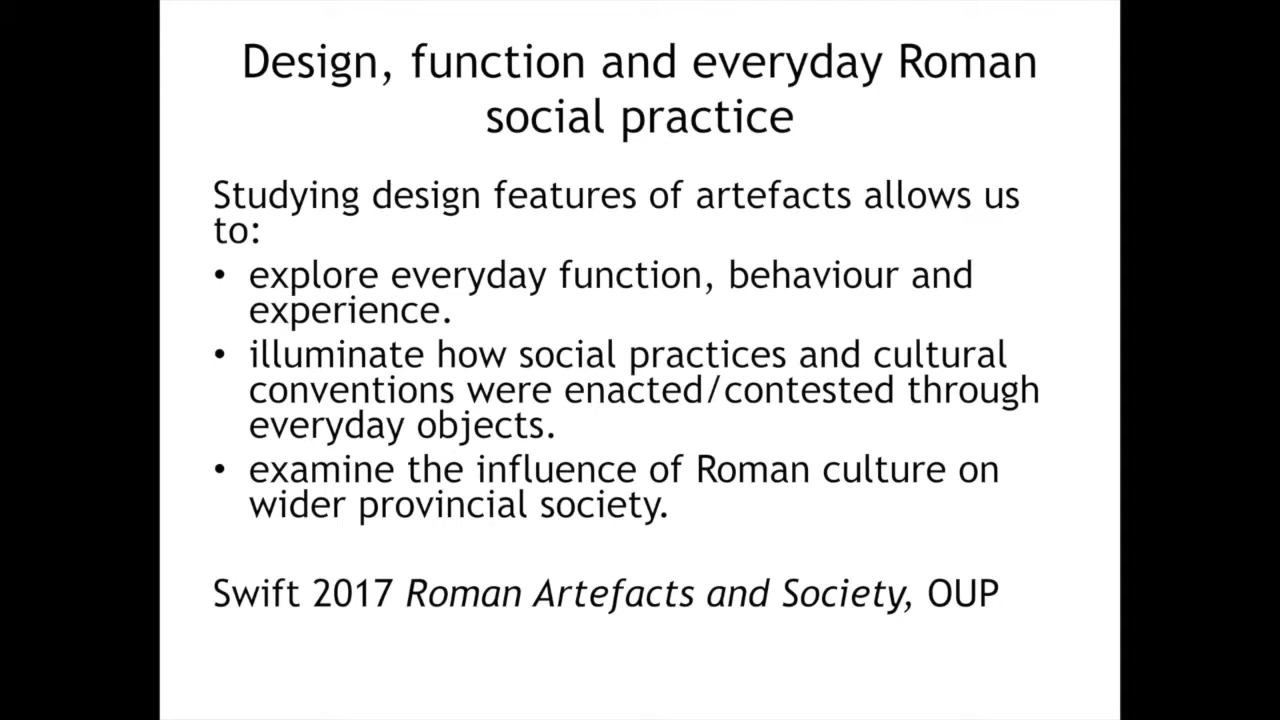 Design, function and everyday Roman
social practice
Studying design features of artefacts allows us
to:
• explore everyday function, behaviour and
experience.
• illuminate how social practices and cultural
conventions were enacted/contested through
everyday objects.
• examine the influence of Roman culture on
wider provincial society.
Swift 2017 Roman Artefacts and Society, OUP